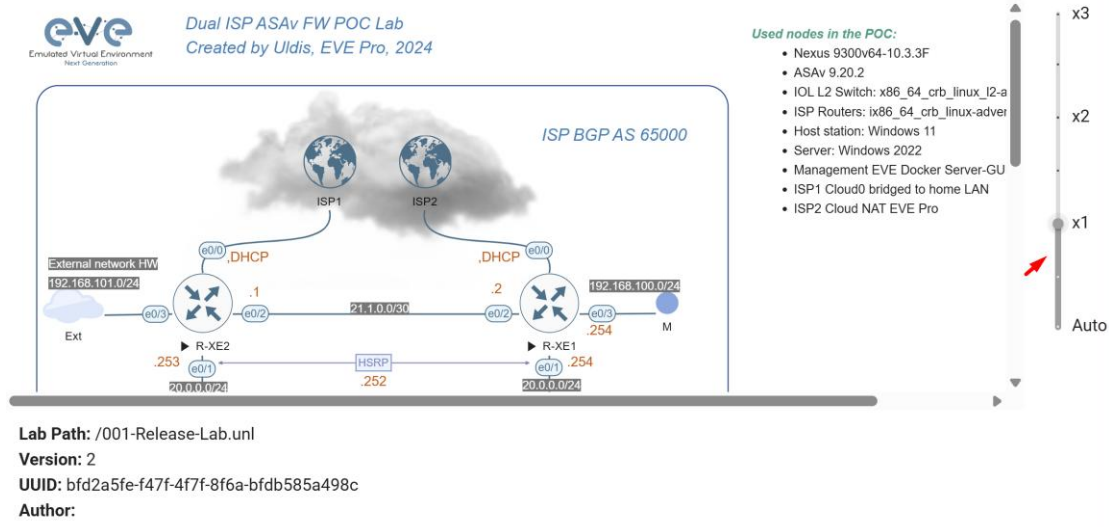 eve
Emulated Virtual Environment
Next Generation
Dual ISP ASAv FW POC Lab
Created by Uldis, EVE Pro, 2024
Used nodes in the POC:
Nexus 9300v64-10.3.3F
ASAv 9.20.2
IOL L2 Switch: x86_64_crb_linux_l2-a
ISP Routers: ix86_64_crb_linux-adver
Host station: Windows 11
Server: Windows 2022
Management EVE Docker Server-GU
ISP1 Cloud0 bridged to home LAN
ISP2 Cloud NAT EVE Pro
x3
x2
x1
Auto
ISP BGP AS 65000
ISP1
ISP2
e0/0
,DHCP
,DHCP
e0/0
External network HW
192.168.101.0/24
192.168.100.0/24
.1
.2
e0/3
e0/2
21.1.0.0/30
e0/2
e0/3
.254
Ext
M
R-XE2
R-XE1
.253
e0/1
HSRP
e0/1
.254
.252
20.0.0.0/24
20.0.0.0/24
Lab Path: /001-Release-Lab.unl
Version: 2
UUID: bfd2a5fe-f47f-4f7f-8f6a-bfdb585a498c
Author: